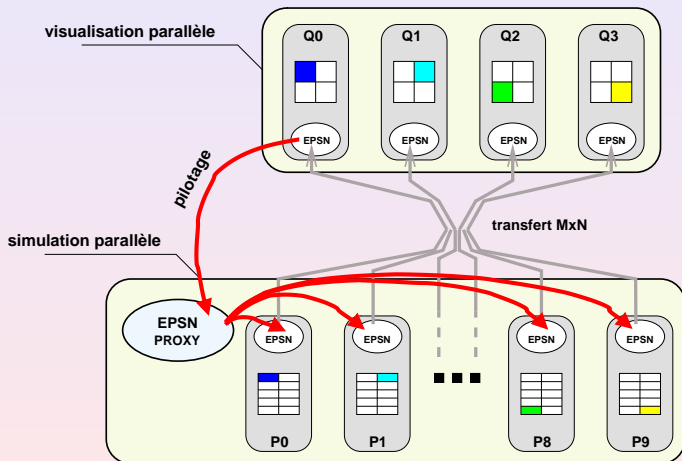 visualisation parallèle
Q0
Q1
Q2
Q3
EPSN
EPSN
EPSN
EPSN
pilotage
transfert MxN
simulation parallèle
EPSN
PROXY
EPSN
EPSN
EPSN
EPSN
P0
P1
P8
P9